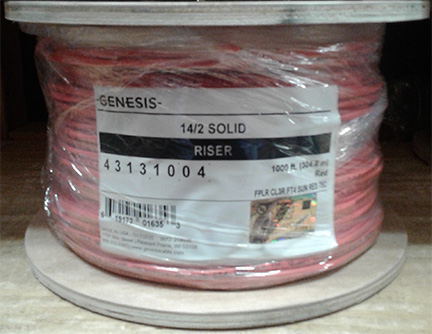 -GENESIS-
14/2 SOLID
RISER
43131004
1000 ft. (304.8 m)
Red
FPLR CL3R FT4 SUN RES 75C